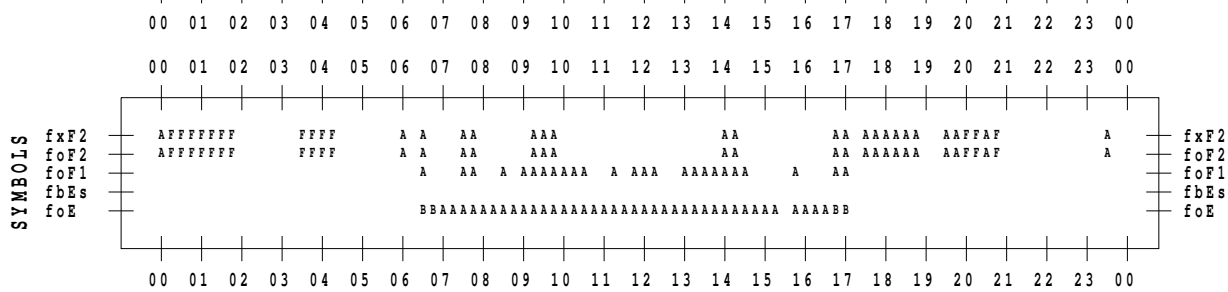 00 01 02 03 04 05 06 07 08 09 10 11 12 13 14 15 16 17 18 19 20 21 22 23 00
00 01 02 03 04 05 06 07 08 09 10 11 12 13 14 15 16 17 18 19 20 21 22 23 00
SYMBOLS
fxF2 AFFFFFFF FFFF A A AA AAA AA AA AAAAAA AAFFAF A fxF2
foF2 AFFFFFFF FFFF A A AA AAA AA AA AAAAAA AAFFAF A foF2
foF1 A AA A AAAAAAA A AAA AAAAAAA A AA foF1
fbEs fbEs
foE BBAAAAAAAAAAAAAAAAAAAAAAAAAAAAAAAAAA AAAABB foE
00 01 02 03 04 05 06 07 08 09 10 11 12 13 14 15 16 17 18 19 20 21 22 23 00